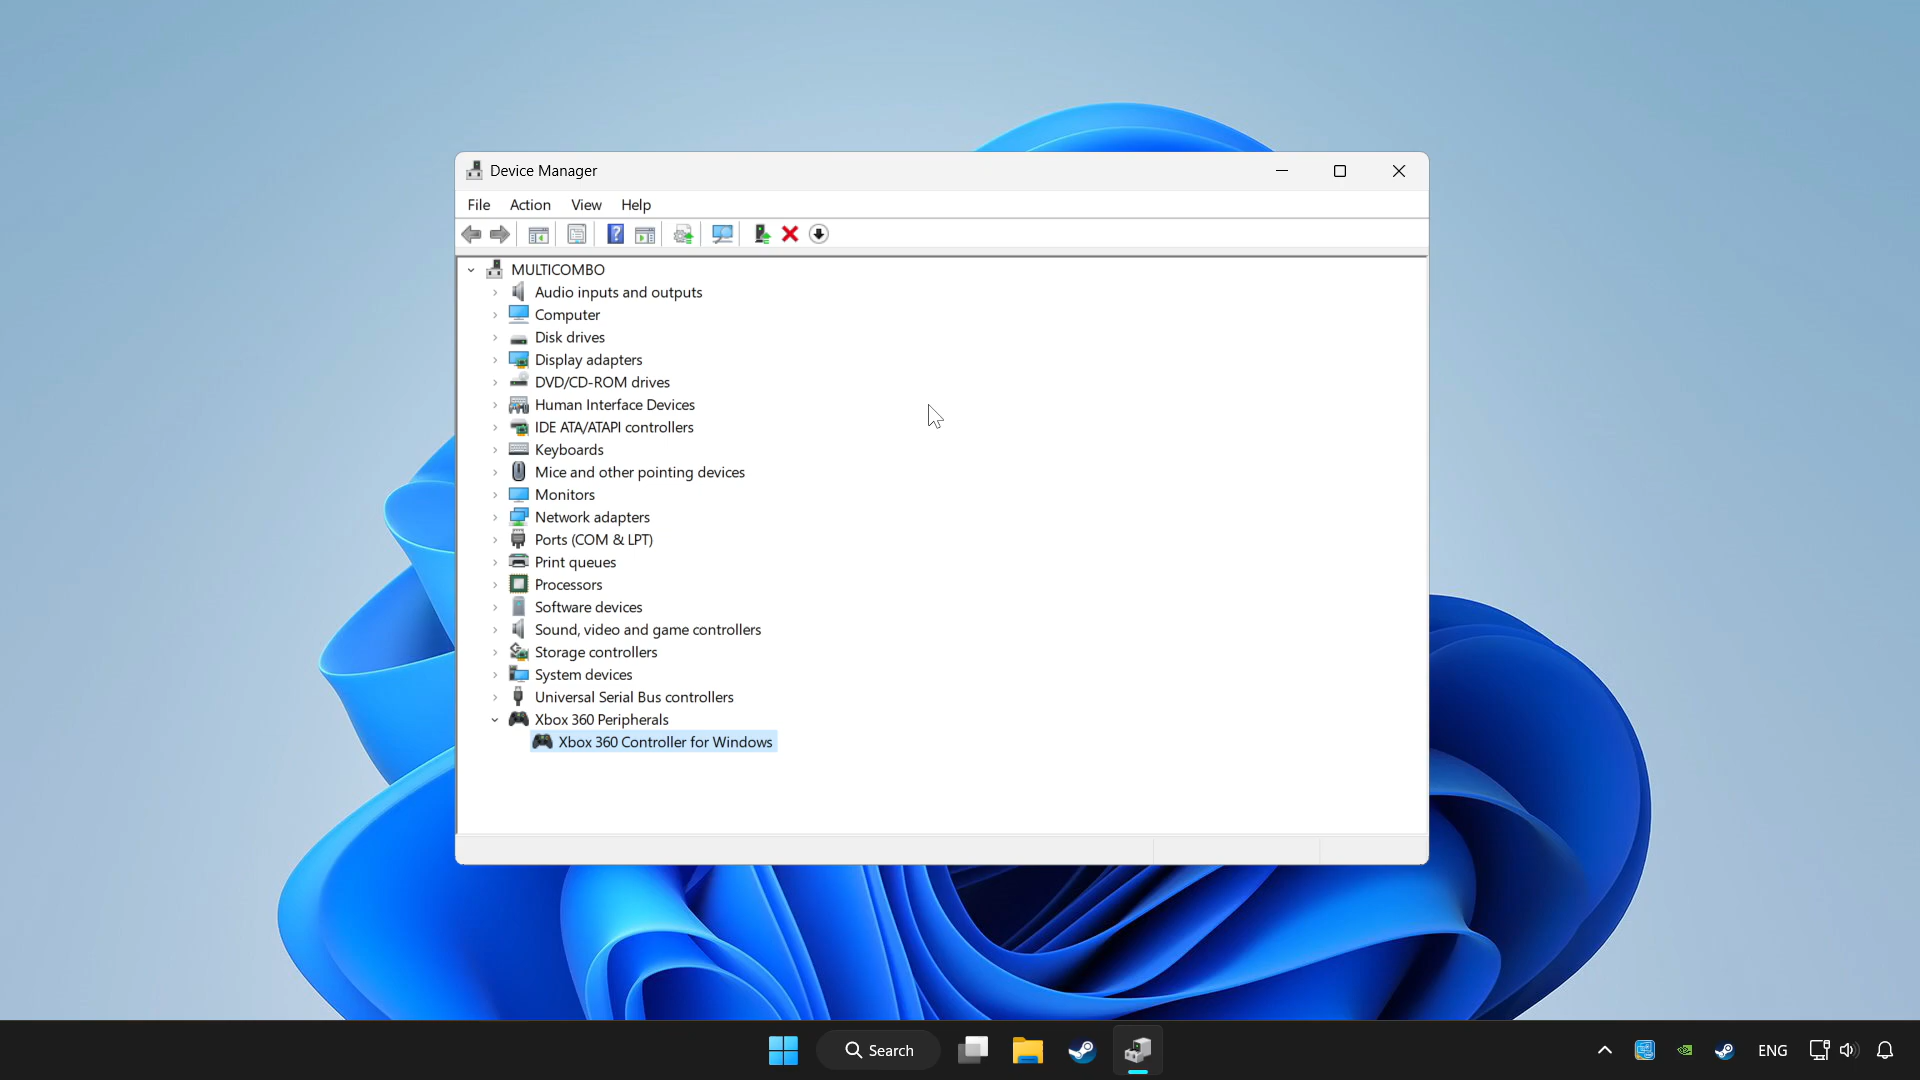 Device Manager
File Action View Help
MULTICOMBO
Audio inputs and outputs
Computer
Disk drives
Display adapters
DVD/CD-ROM drives
Human Interface Devices
IDE ATA/ATAPI controllers
Keyboards
Mice and other pointing devices
Monitors
Network adapters
Ports (COM & LPT)
Print queues
Processors
Software devices
Sound, video and game controllers
Storage controllers
System devices
Universal Serial Bus controllers
Xbox 360 Peripherals
Xbox 360 Controller for Windows
Search
ENG